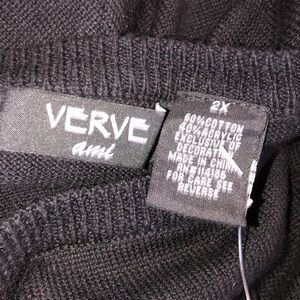 VERVE
ami
2X
60% COTTON
40% ACRYLIC
EXCLUSIVE OF
DECORATION
MADE IN CHINA
FOR CARE SEE
REVERSE